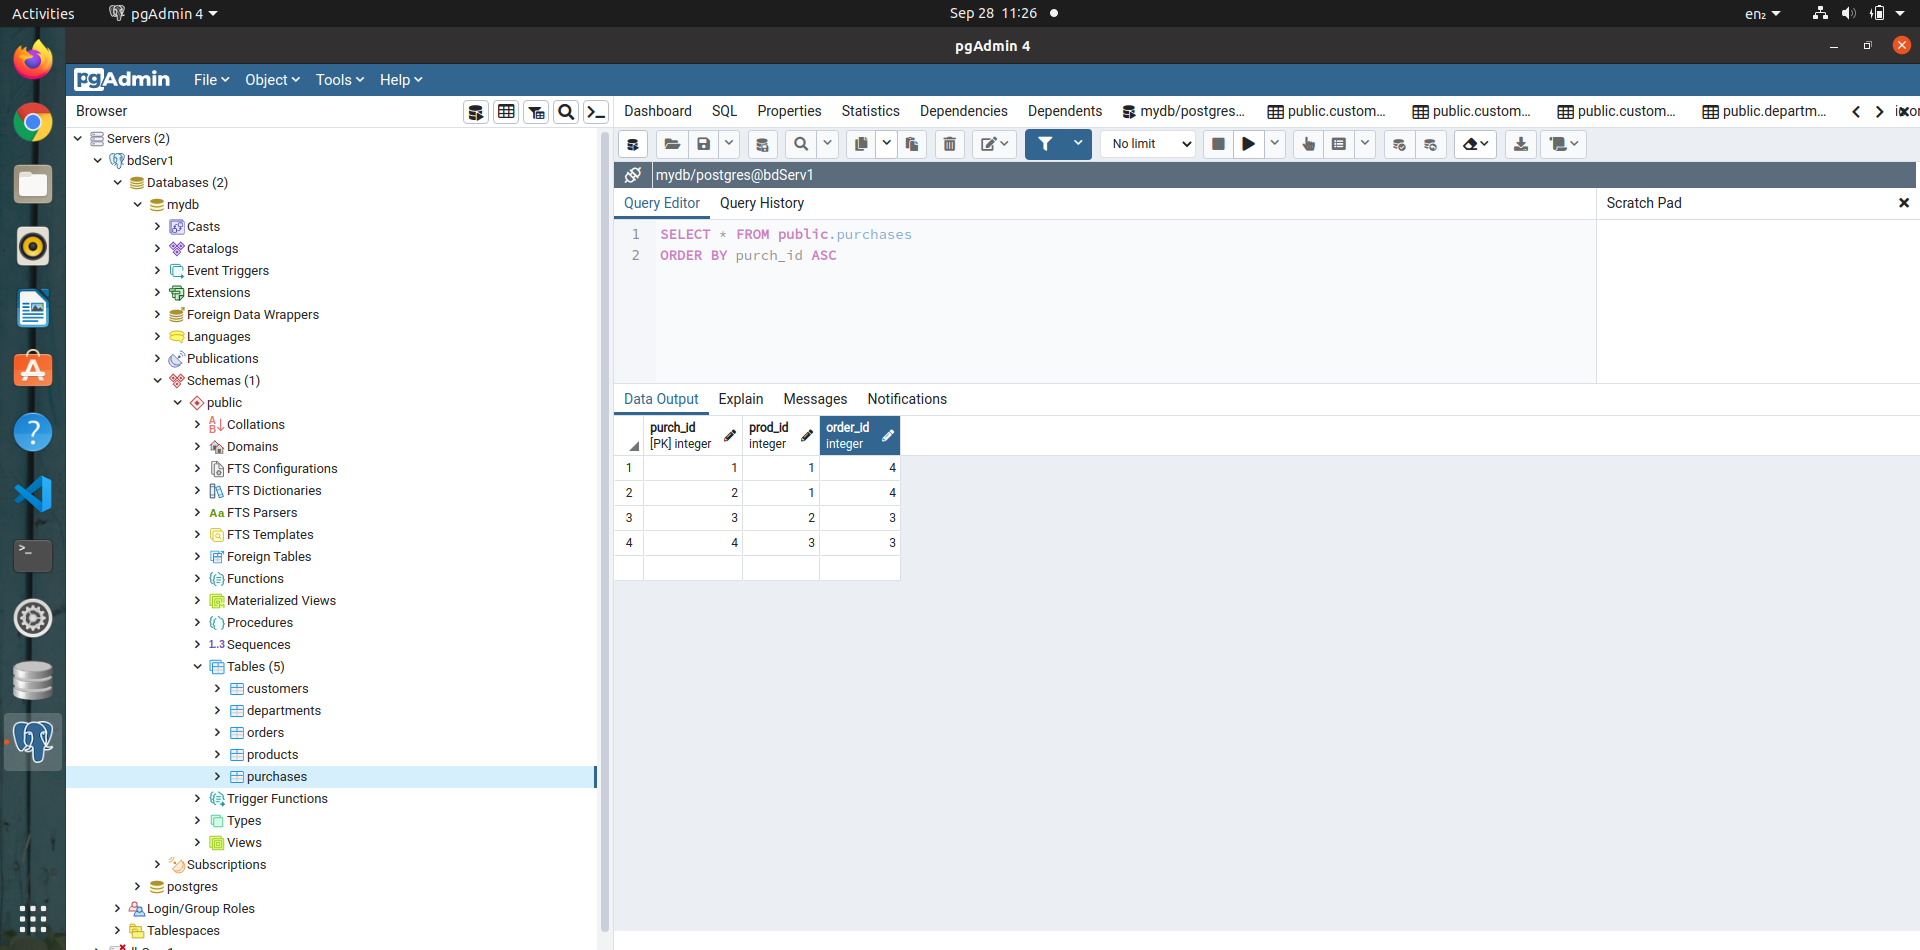 Activities pgAdmin 4 Sep 28 11:26 en₂
pgAdmin 4
pgAdmin File Object Tools Help
Browser
Dashboard SQL Properties Statistics Dependencies Dependents mydb/postgres... public.custom... public.custom... public.custom... public.departm...
Servers (2)
bdServ1
Databases (2)
mydb
Casts
Catalogs
Event Triggers
Extensions
Foreign Data Wrappers
Languages
Publications
Schemas (1)
public
Collations
Domains
FTS Configurations
FTS Dictionaries
Aa FTS Parsers
FTS Templates
Foreign Tables
Functions
Materialized Views
Procedures
1..3 Sequences
Tables (5)
customers
departments
orders
products
purchases
Trigger Functions
Types
Views
Subscriptions
postgres
Login/Group Roles
Tablespaces
No limit
mydb/postgres@bdServ1
Query Editor Query History
Scratch Pad
1 SELECT * FROM public.purchases
2 ORDER BY purch_id ASC
Data Output Explain Messages Notifications
purch_id prod_id order_id
[PK] integer integer integer
1 1 1 4
2 2 1 4
3 3 2 3
4 4 3 3